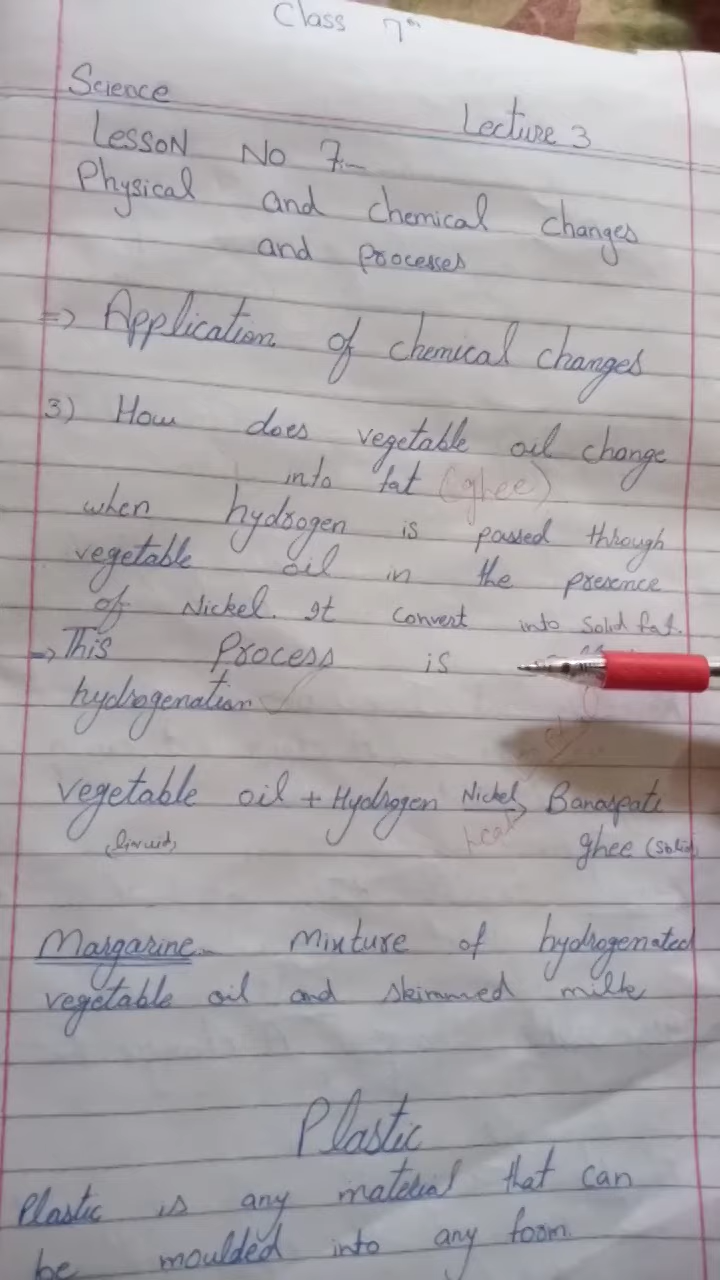 Class 7th
Science
Lecture 3
Lesson No 7:-
Physical and chemical changes
and processes
=> Application of chemical changes
3) How does vegetable oil change
into fat (ghee)
when hydrogen is passed through
vegetable oil in the presence
of Nickel. It convert into solid fat.
→ This Process is
hydrogenation
vegetable oil + Hydrogen Nickel Banaspate
heat
(liquid)
ghee (solid)
Margarine mixture of hydrogenated
vegetable oil and skimmed milk
Plastic
Plastic is any material that can
be moulded into any form.